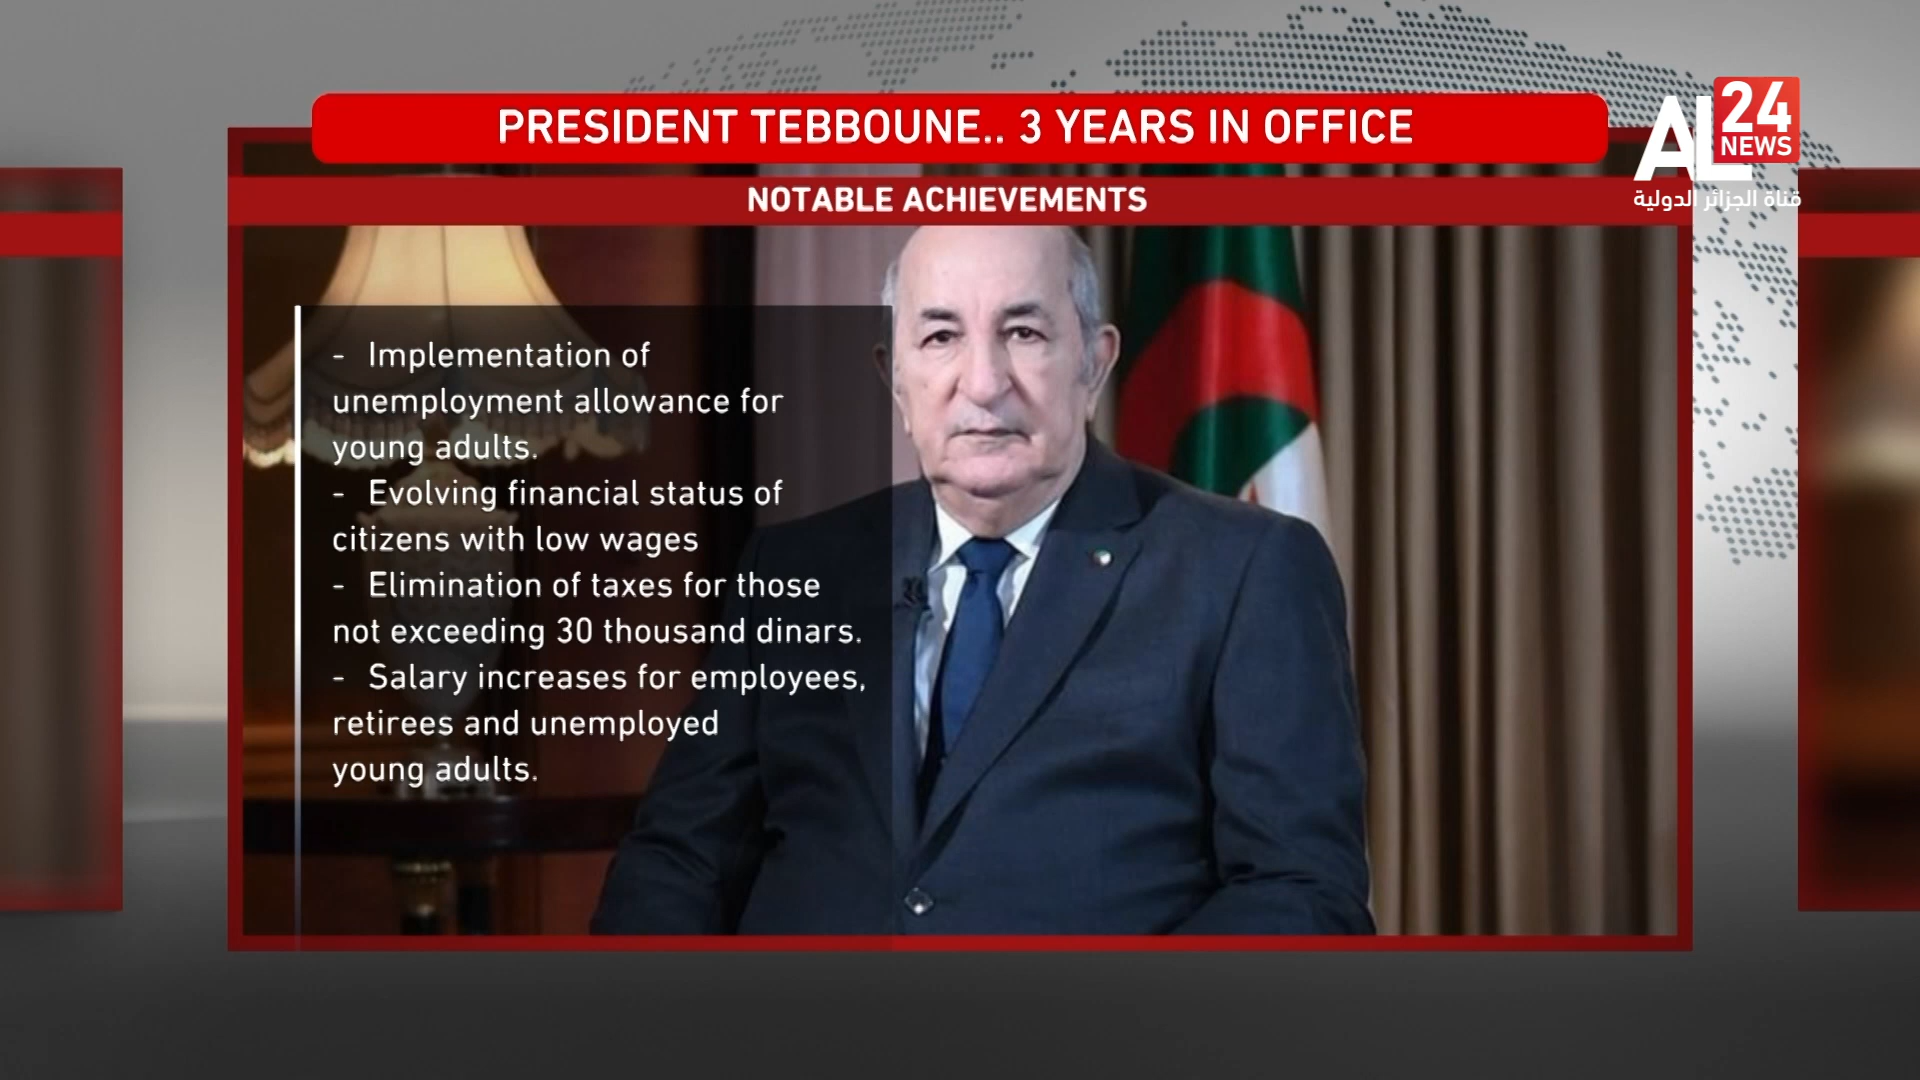 PRESIDENT TEBBOUNE.. 3 YEARS IN OFFICE
AL 24
NEWS
قناة الجزائر الدولية
NOTABLE ACHIEVEMENTS
- Implementation of
unemployment allowance for
young adults.
- Evolving financial status of
citizens with low wages
- Elimination of taxes for those
not exceeding 30 thousand dinars.
- Salary increases for employees,
retirees and unemployed
young adults.